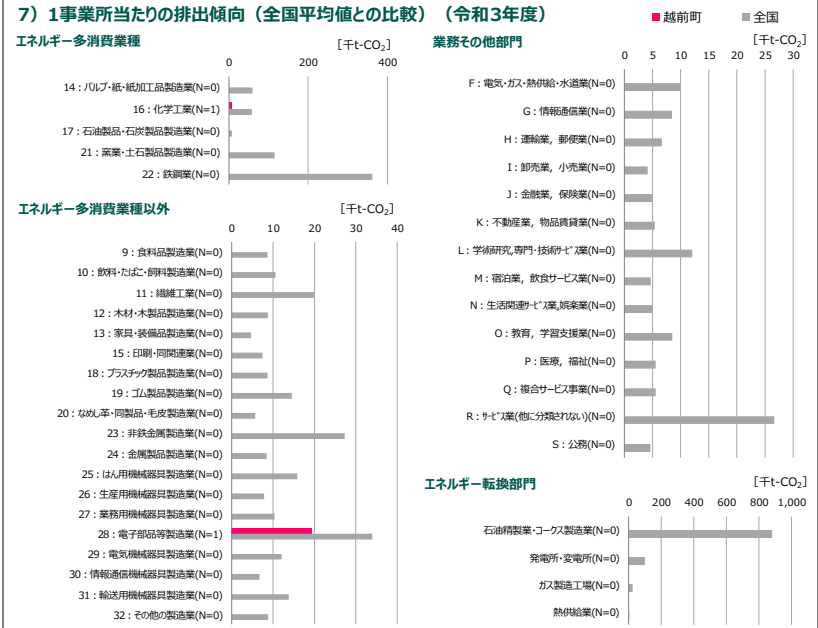 7）1事業所当たりの排出傾向（全国平均値との比較）（令和3年度）
■越前町 ■全国
エネルギー多消費業種
[千t-CO₂]
0 200 400
14：パルプ・紙・紙加工品製造業(N=0)
16：化学工業(N=1)
17：石油製品・石炭製品製造業(N=0)
21：窯業・土石製品製造業(N=0)
22：鉄鋼業(N=0)
エネルギー多消費業種以外
[千t-CO₂]
0 10 20 30 40
9：食料品製造業(N=0)
10：飲料・たばこ・飼料製造業(N=0)
11：繊維工業(N=0)
12：木材・木製品製造業(N=0)
13：家具・装備品製造業(N=0)
15：印刷・同関連業(N=0)
18：プラスチック製品製造業(N=0)
19：ゴム製品製造業(N=0)
20：なめし革・同製品・毛皮製造業(N=0)
23：非鉄金属製造業(N=0)
24：金属製品製造業(N=0)
25：はん用機械器具製造業(N=0)
26：生産用機械器具製造業(N=0)
27：業務用機械器具製造業(N=0)
28：電子部品等製造業(N=1)
29：電気機械器具製造業(N=0)
30：情報通信機械器具製造業(N=0)
31：輸送用機械器具製造業(N=0)
32：その他の製造業(N=0)
業務その他部門
[千t-CO₂]
0 5 10 15 20 25 30
F：電気・ガス・熱供給・水道業(N=0)
G：情報通信業(N=0)
H：運輸業，郵便業(N=0)
I：卸売業，小売業(N=0)
J：金融業，保険業(N=0)
K：不動産業，物品賃貸業(N=0)
L：学術研究,専門・技術ｻｰﾋﾞｽ業(N=0)
M：宿泊業，飲食サービス業(N=0)
N：生活関連ｻｰﾋﾞｽ業,娯楽業(N=0)
O：教育，学習支援業(N=0)
P：医療，福祉(N=0)
Q：複合サービス事業(N=0)
R：ｻｰﾋﾞｽ業(他に分類されない)(N=0)
S：公務(N=0)
エネルギー転換部門
[千t-CO₂]
0 200 400 600 800 1,000
石油精製業・コークス製造業(N=0)
発電所・変電所(N=0)
ガス製造工場(N=0)
熱供給業(N=0)